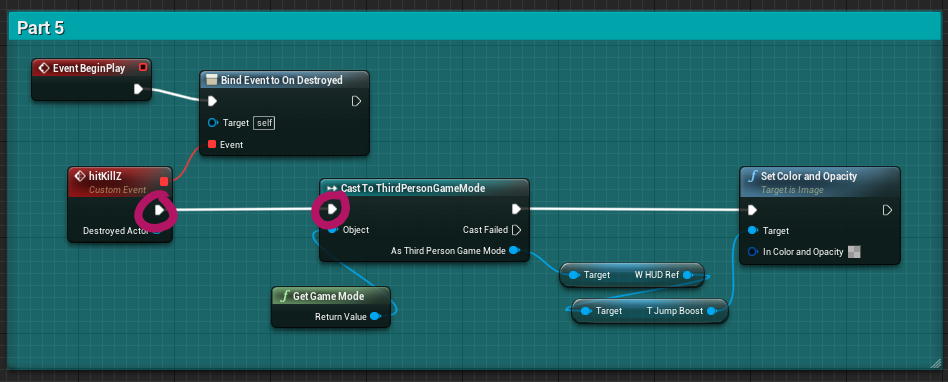 Part 5
Event BeginPlay
Bind Event to On Destroyed
Target self
Event
hitKillZ
Custom Event
Destroyed Actor
Cast To ThirdPersonGameMode
Object
Cast Failed
As Third Person Game Mode
Get Game Mode
Return Value
Target W HUD Ref
Target T Jump Boost
Set Color and Opacity
Target is Image
Target
In Color and Opacity